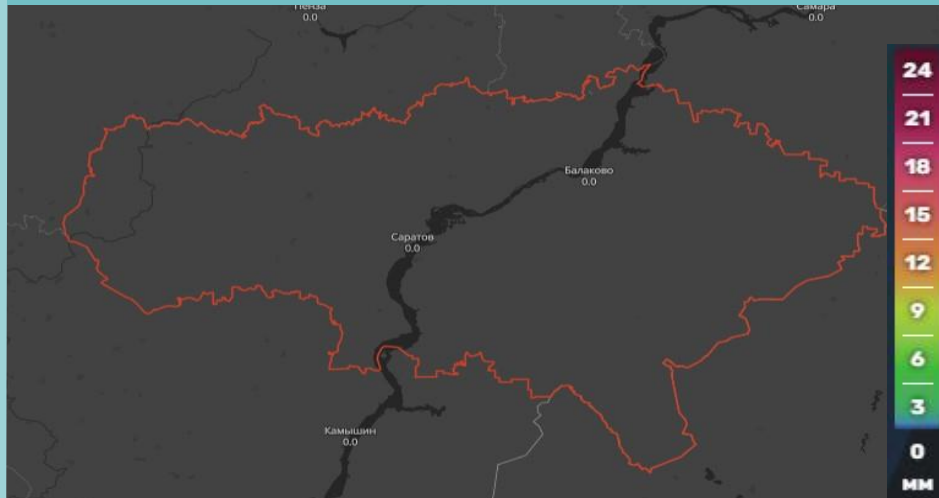 Пенза
0.0
Самара
0.0
Балаково
0.0
Саратов
0.0
Камышин
0.0
24
21
18
15
12
9
6
3
0
мм